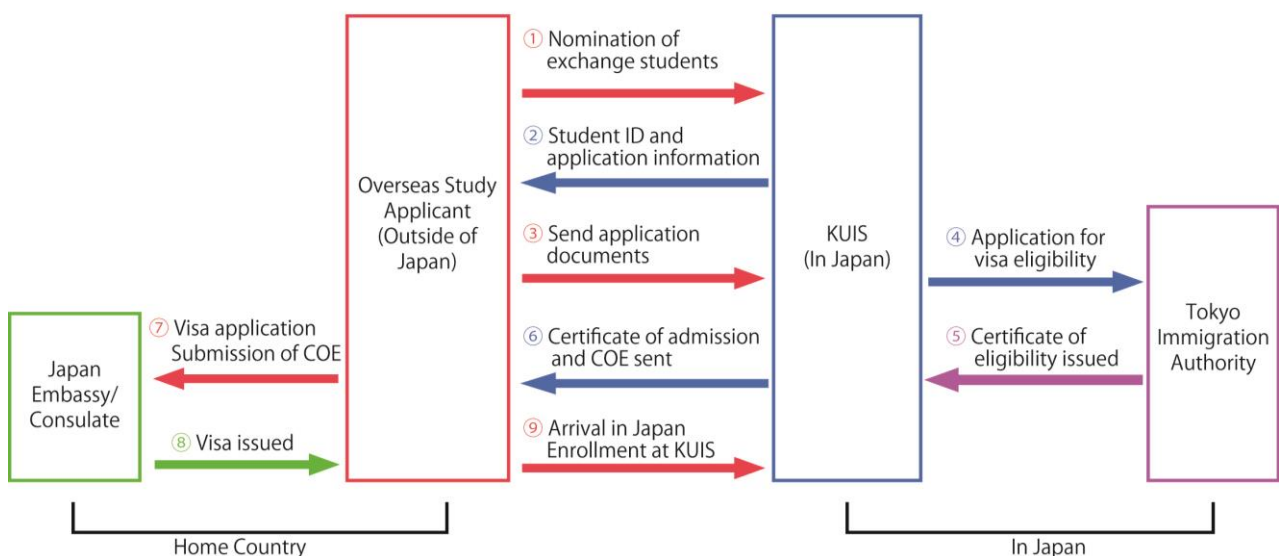 ① Nomination of
exchange students
② Student ID and
application information
Overseas Study
Applicant
(Outside of
Japan)
③ Send application
documents
KUIS
(In Japan)
④ Application for
visa eligibility
⑦ Visa application
Submission of COE
⑥ Certificate of admission
and COE sent
⑤ Certificate of
eligibility issued
Tokyo
Immigration
Authority
Japan
Embassy/
Consulate
⑧ Visa issued
⑨ Arrival in Japan
Enrollment at KUIS
Home Country
In Japan